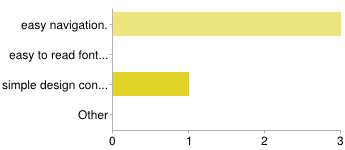 easy navigation.
easy to read font...
simple design con...
Other
0 1 2 3